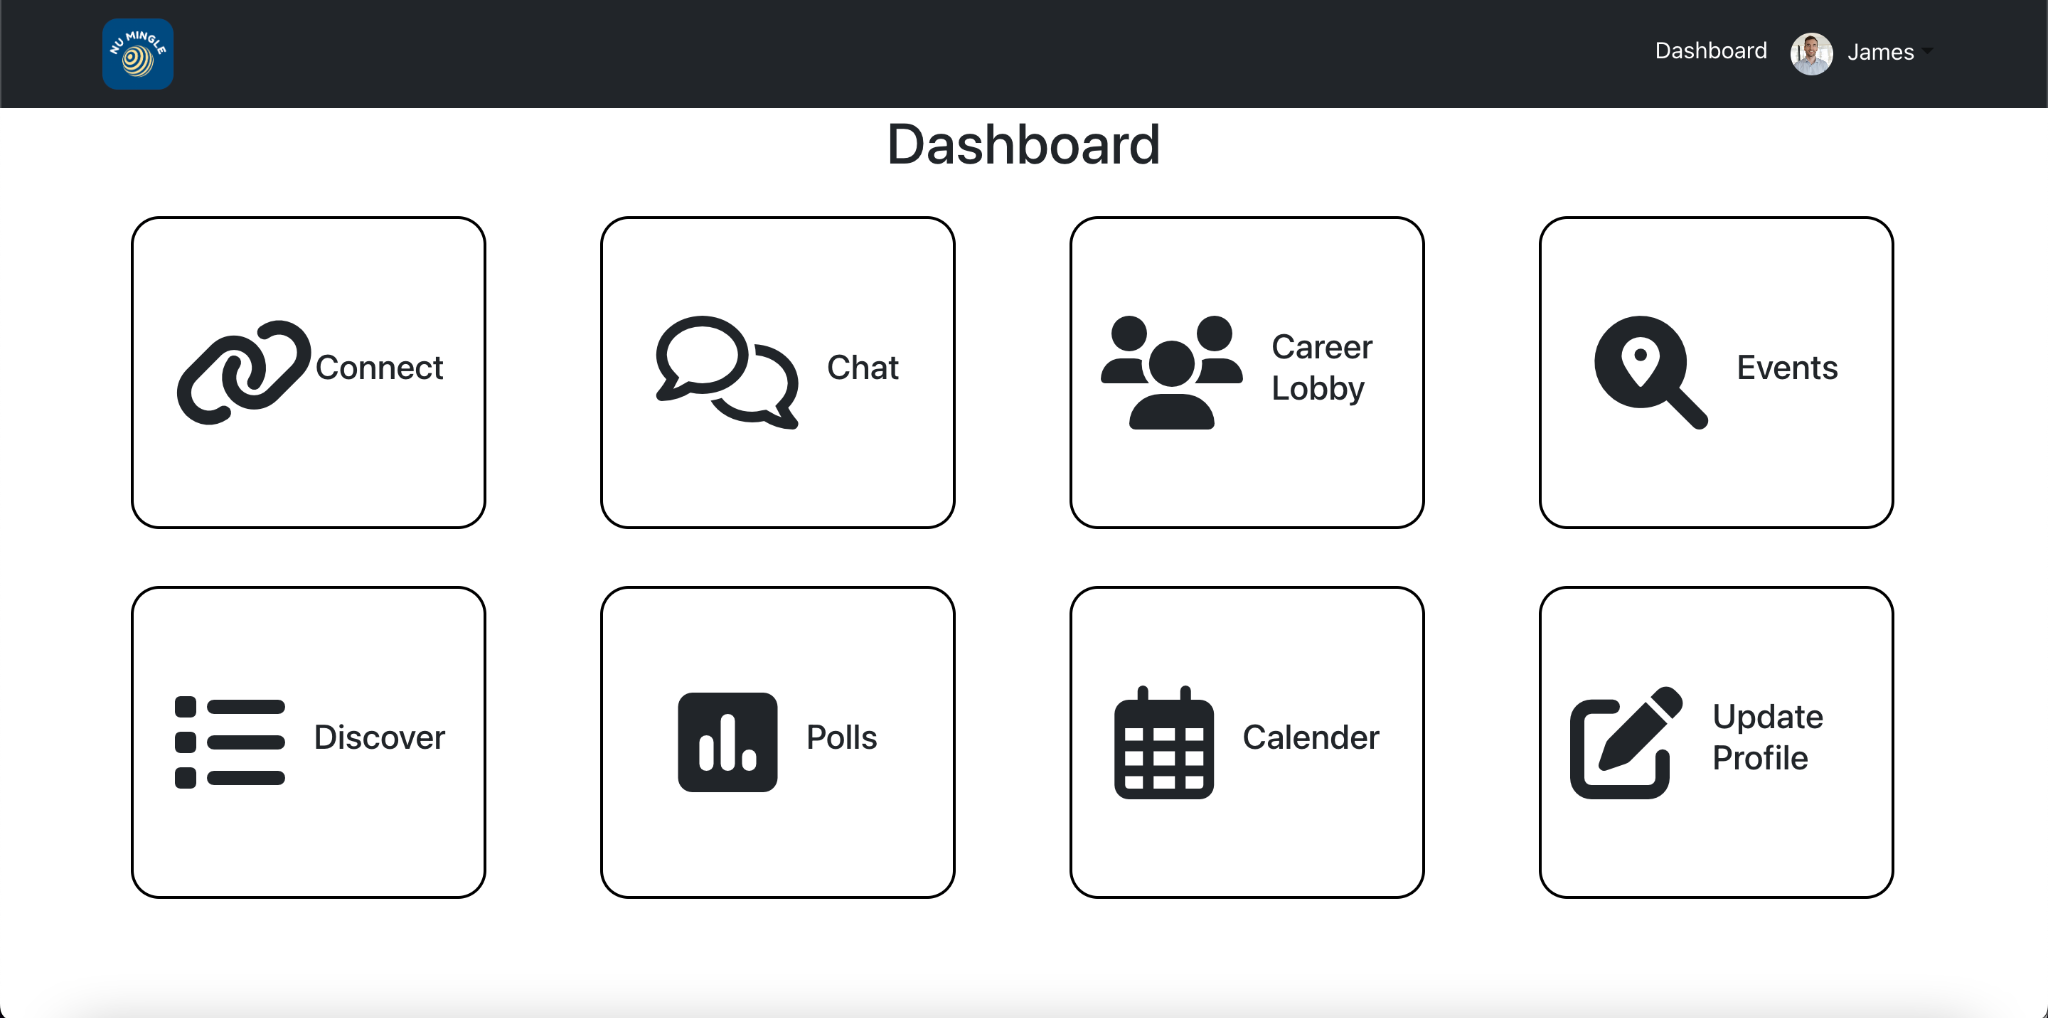 NU MINGLE
Dashboard
James
Dashboard
Connect
Chat
Career
Lobby
Events
Discover
Polls
Calender
Update
Profile